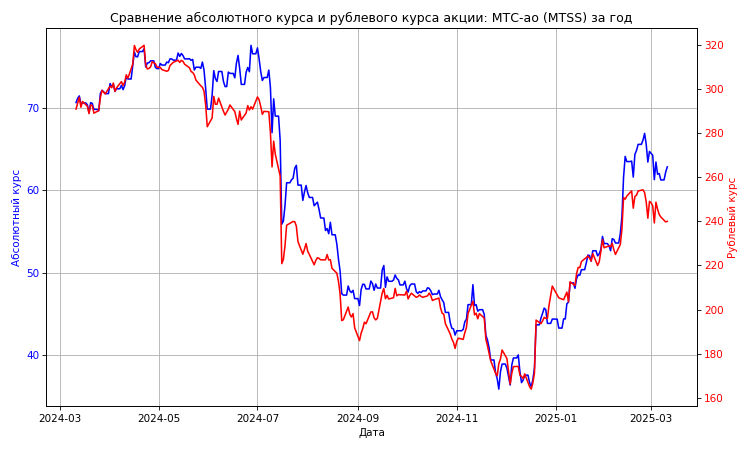 Сравнение абсолютного курса и рублевого курса акции: МТС-ао (MTSS) за год
Абсолютный курс
70
60
50
40
320
300
280
260
240
220
200
180
160
Рублевый курс
2024-03 2024-05 2024-07 2024-09 2024-11 2025-01 2025-03
Дата